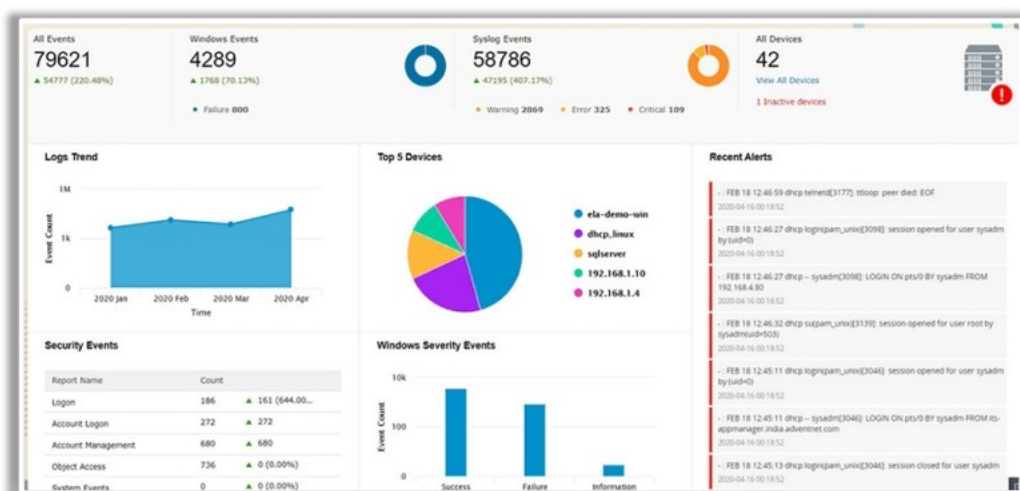 All Events
79621
▲ 54777 (220.48%)
Windows Events
4289
▲ 1768 (70.13%)
Failure 800
Syslog Events
58786
▲ 47195 (407.17%)
Warning 2869 Error 325 Critical 109
All Devices
42
View All Devices
1 Inactive devices
Logs Trend
1M
1k
0
Event Count
2020 Jan 2020 Feb 2020 Mar 2020 Apr
Time
Top 5 Devices
ela-demo-win
dhcp_linux
sqlserver
192.168.1.10
192.168.1.4
Recent Alerts
- : FEB 18 12:46:59 dhcp telnetd[3177]: ttloop: peer died: EOF
2020-04-16 00:18:52
- : FEB 18 12:46:27 dhcp login(pam_unix)[3098]: session opened for user sysadm
by (uid=0)
2020-04-16 00:18:52
- : FEB 18 12:46:27 dhcp -- sysadm[3098]: LOGIN ON pts/0 BY sysadm FROM
192.168.4.80
2020-04-16 00:18:52
- : FEB 18 12:46:32 dhcp su(pam_unix)[3139]: session opened for user root by
sysadm(uid=503)
2020-04-16 00:18:52
- : FEB 18 12:45:11 dhcp login(pam_unix)[3046]: session opened for user sysadm
by (uid=0)
2020-04-16 00:18:52
- : FEB 18 12:45:11 dhcp -- sysadm[3046]: LOGIN ON pts/0 BY sysadm FROM its-
appmanager.india.adventnet.com
2020-04-16 00:18:52
- : FEB 18 12:45:13 dhcp login(pam_unix)[3046]: session closed for user sysadm
2020-04-16 00:18:52
Security Events
Report Name Count
Logon 186 ▲ 161 (644.00...
Account Logon 272 ▲ 272
Account Management 680 ▲ 680
Object Access 736 ▲ 0 (0.00%)
System Events 0 ▲ 0 (0.00%)
Windows Severity Events
10k
100
0
Event Count
Success Failure Information